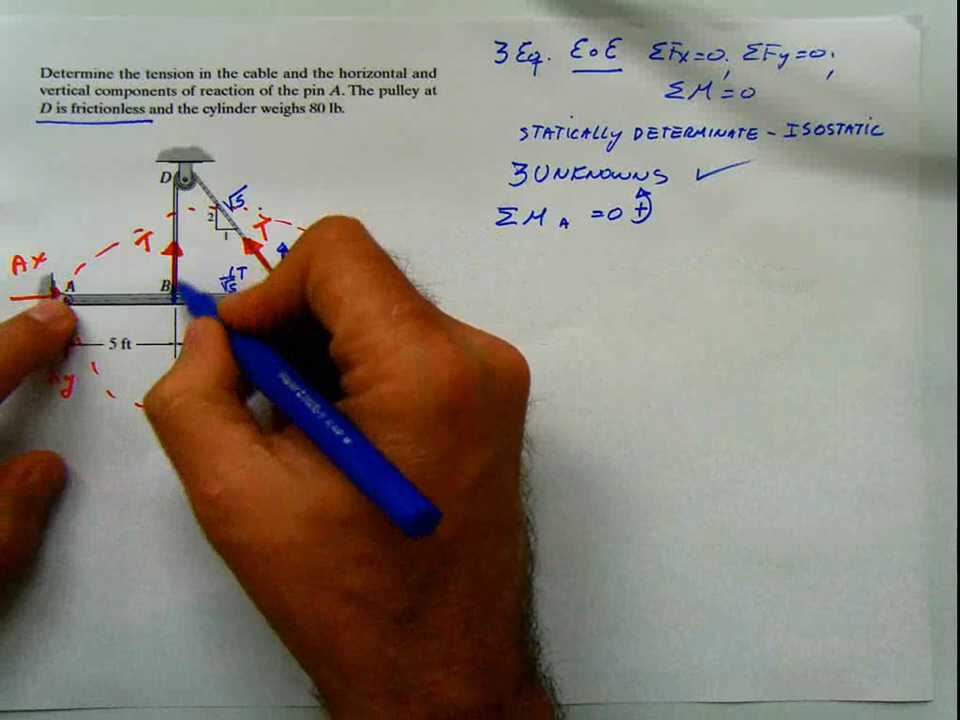 Determine the tension in the cable and the horizontal and
vertical components of reaction of the pin A. The pulley at
D is frictionless and the cylinder weighs 80 lb.
3 Eq. EoE ΣFx=0, ΣFy=0,
ΣM=0
STATICALLY DETERMINATE - ISOSTATIC
3 UNKNOWNS ✓
ΣM A =0 +
D
√5
2
1
T T
Ax
A B
5 ft
y